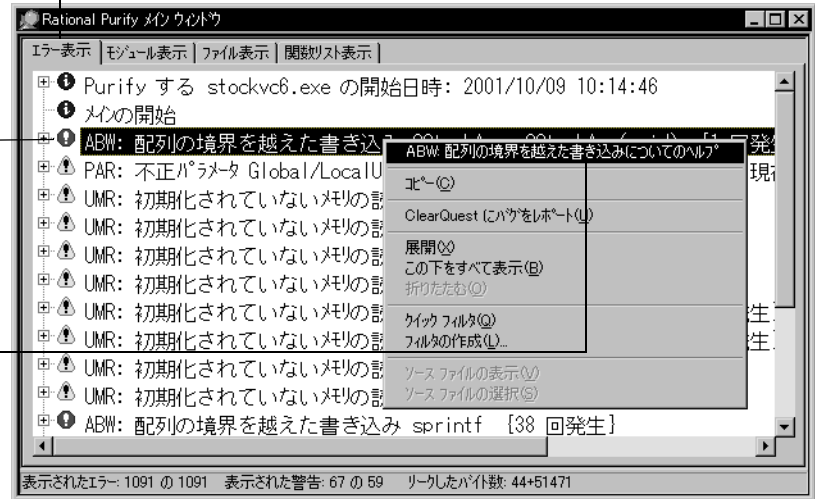 Rational Purify ﾒｲﾝ ｳｨﾝﾄﾞｳ
ｴﾗｰ表示
ﾓｼﾞｭｰﾙ表示
ﾌｧｲﾙ表示
関数ﾘｽﾄ表示
Purify する stockvc6.exe の開始日時: 2001/10/09 10:14:46
ﾒｲﾝの開始
ABW: 配列の境界を越えた書き込み
PAR: 不正ﾊﾟﾗﾒｰﾀ Global/LocalU 現
UMR: 初期化されていないﾒﾓﾘの読
UMR: 初期化されていないﾒﾓﾘの読
UMR: 初期化されていないﾒﾓﾘの読
UMR: 初期化されていないﾒﾓﾘの読
UMR: 初期化されていないﾒﾓﾘの読 生]
UMR: 初期化されていないﾒﾓﾘの読 生]
UMR: 初期化されていないﾒﾓﾘの読
UMR: 初期化されていないﾒﾓﾘの読
ABW: 配列の境界を越えた書き込み sprintf [38 回発生]
ABW: 配列の境界を越えた書き込みについてのﾍﾙﾌﾟ
ｺﾋﾟｰ(C)
ClearQuest にﾊﾞｸﾞをﾚﾎﾟｰﾄ(U)
展開(X)
この下をすべて表示(B)
折りたたむ(O)
ｸｲｯｸ ﾌｨﾙﾀ(Q)
ﾌｨﾙﾀの作成(L)...
ｿｰｽ ﾌｧｲﾙの表示(V)
ｿｰｽ ﾌｧｲﾙの選択(S)
表示されたｴﾗｰ: 1091 の 1091 表示された警告: 67 の 59 ﾘｰｸしたﾊﾞｲﾄ数: 44+51471